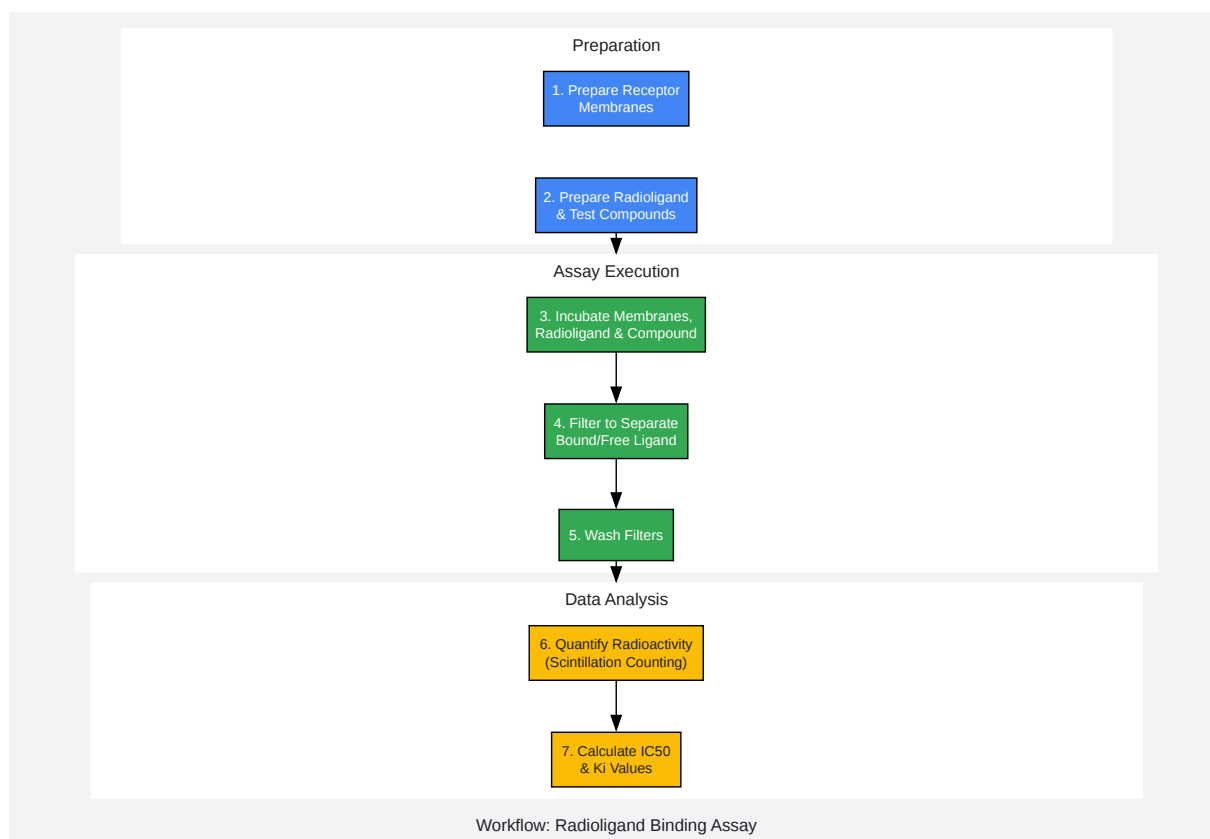 Preparation
1. Prepare Receptor
Membranes
2. Prepare Radioligand
& Test Compounds
Assay Execution
3. Incubate Membranes,
Radioligand & Compound
4. Filter to Separate
Bound/Free Ligand
5. Wash Filters
Data Analysis
6. Quantify Radioactivity
(Scintillation Counting)
7. Calculate IC50
& Ki Values
Workflow: Radioligand Binding Assay